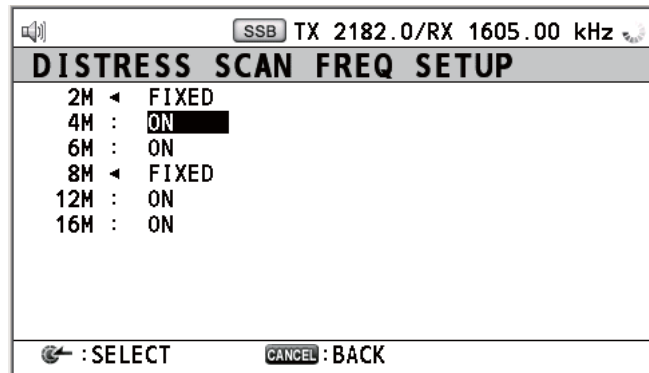 SSB TX 2182.0/RX 1605.00 kHz
DISTRESS SCAN FREQ SETUP
2M ◄ FIXED
4M : ON
6M : ON
8M ◄ FIXED
12M : ON
16M : ON
: SELECT CANCEL : BACK